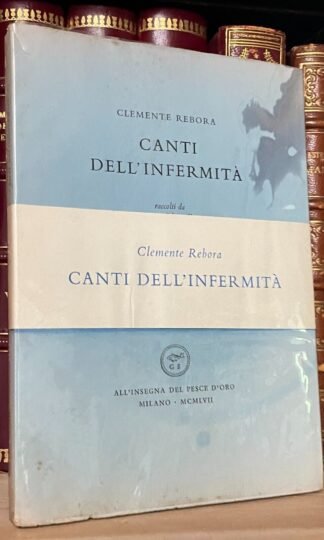 CLEMENTE REBORA
CANTI
DELL'INFERMITÀ
raccolti da
Clemente Rebora
CANTI DELL'INFERMITÀ
ALL'INSEGNA DEL PESCE D'ORO
MILANO · MCMLVII